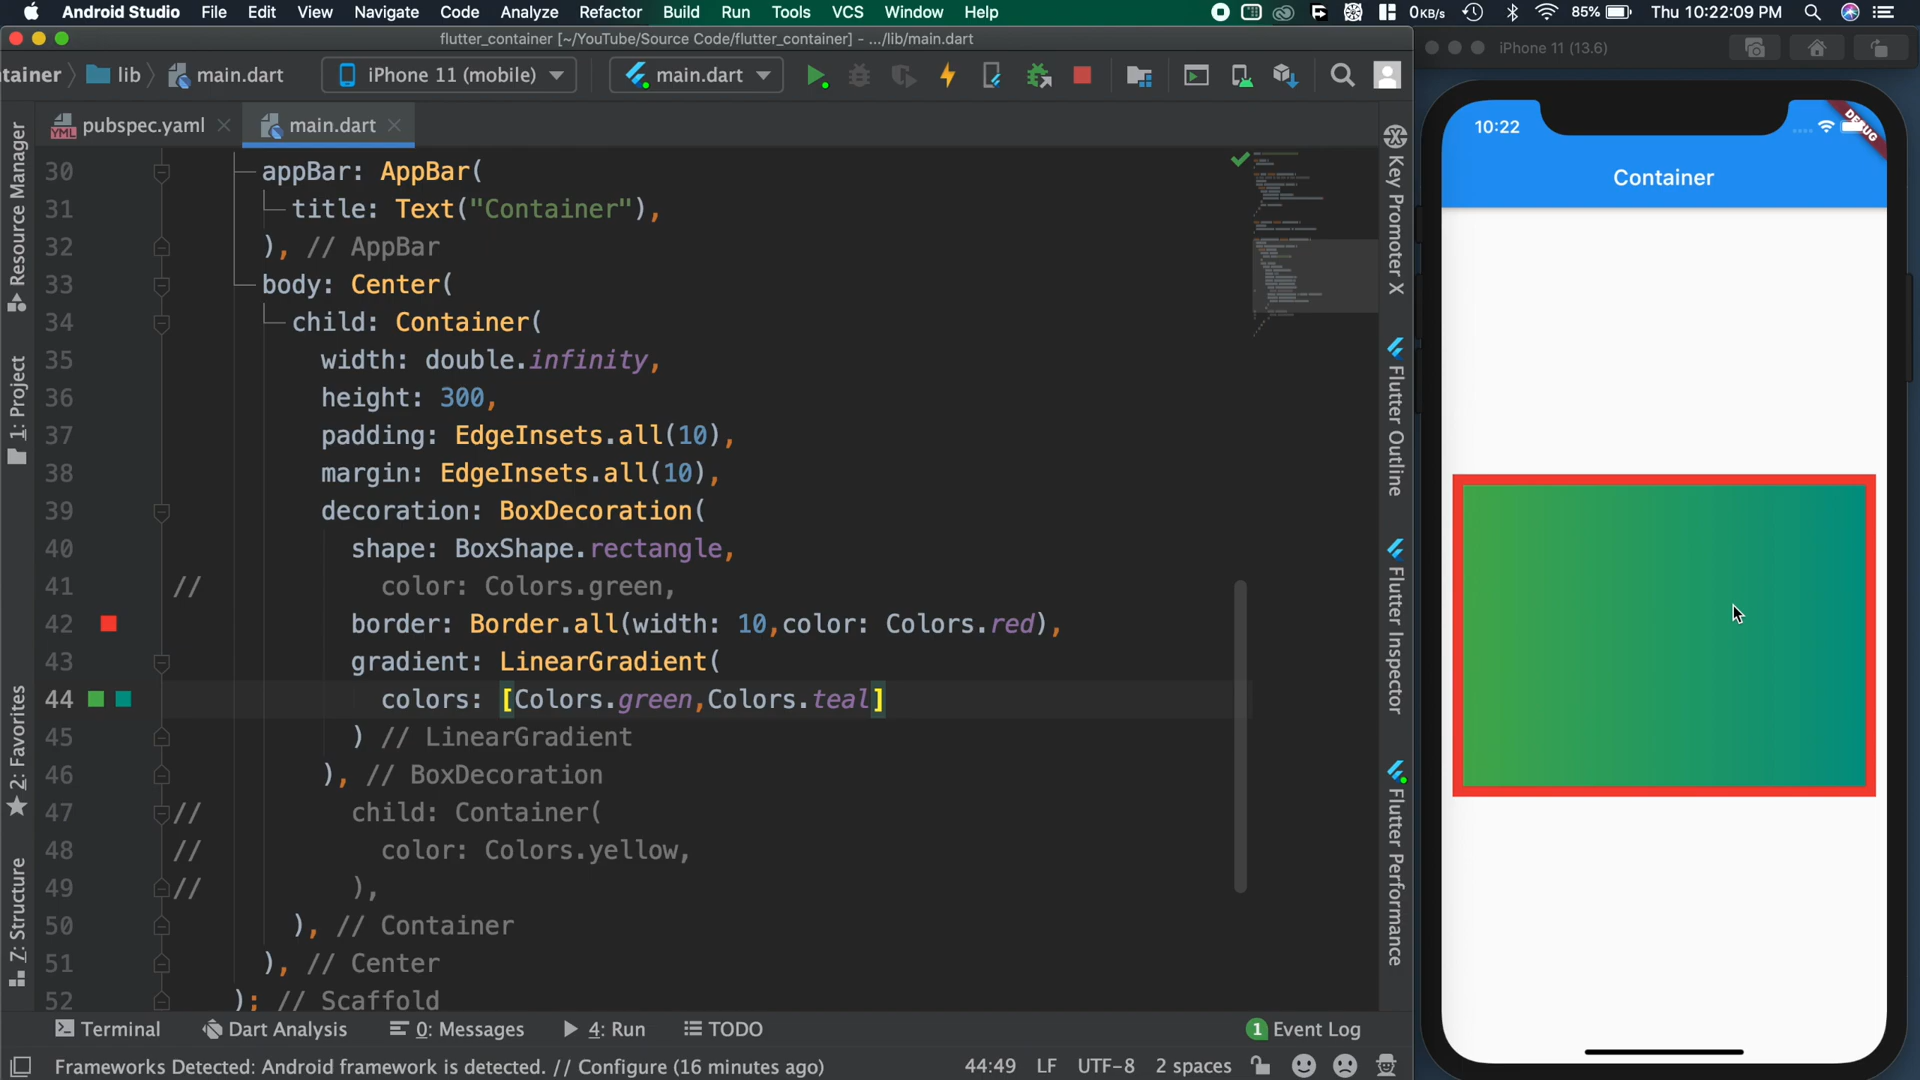 Android Studio File Edit View Navigate Code Analyze Refactor Build Run Tools VCS Window Help 0KB/s 85% Thu 10:22:09 PM
flutter_container [~/YouTube/Source Code/flutter_container] - .../lib/main.dart
iPhone 11 (13.6)
tainer lib main.dart iPhone 11 (mobile) main.dart
pubspec.yaml main.dart
30 appBar: AppBar(
31 title: Text("Container"),
32 ), // AppBar
33 body: Center(
34 child: Container(
35 width: double.infinity,
36 height: 300,
37 padding: EdgeInsets.all(10),
38 margin: EdgeInsets.all(10),
39 decoration: BoxDecoration(
40 shape: BoxShape.rectangle,
41 // color: Colors.green,
42 border: Border.all(width: 10,color: Colors.red),
43 gradient: LinearGradient(
44 colors: [Colors.green,Colors.teal]
45 ) // LinearGradient
46 ), // BoxDecoration
47 // child: Container(
48 // color: Colors.yellow,
49 // ),
50 ), // Container
51 ), // Center
52 ); // Scaffold
Resource Manager
1: Project
2: Favorites
Z: Structure
Key Promoter X
Flutter Outline
Flutter Inspector
Flutter Performance
10:22
DEBUG
Container
Terminal Dart Analysis 0: Messages 4: Run TODO 1 Event Log
Frameworks Detected: Android framework is detected. // Configure (16 minutes ago) 44:49 LF UTF-8 2 spaces